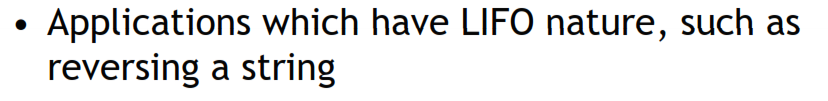 • Applications which have LIFO nature, such as
reversing a string